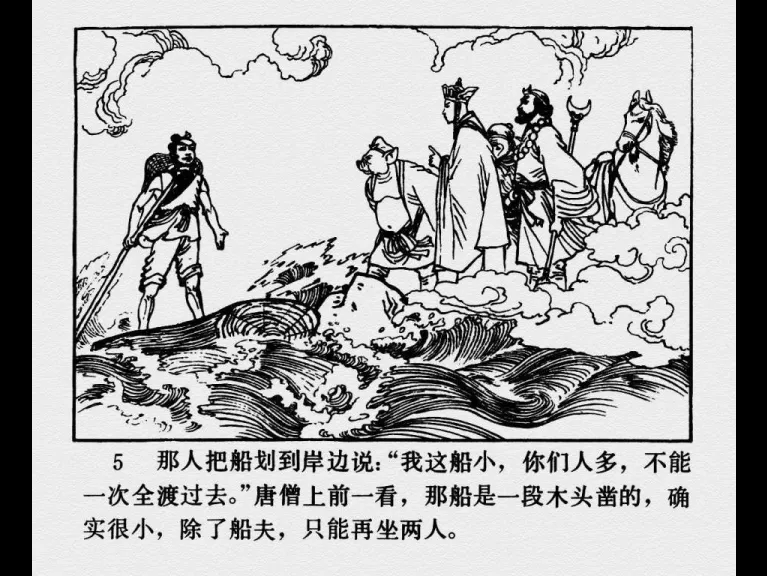 5 那人把船划到岸边说：“我这船小，你们人多，不能
一次全渡过去。”唐僧上前一看，那船是一段木头凿的，确
实很小，除了船夫，只能再坐两人。